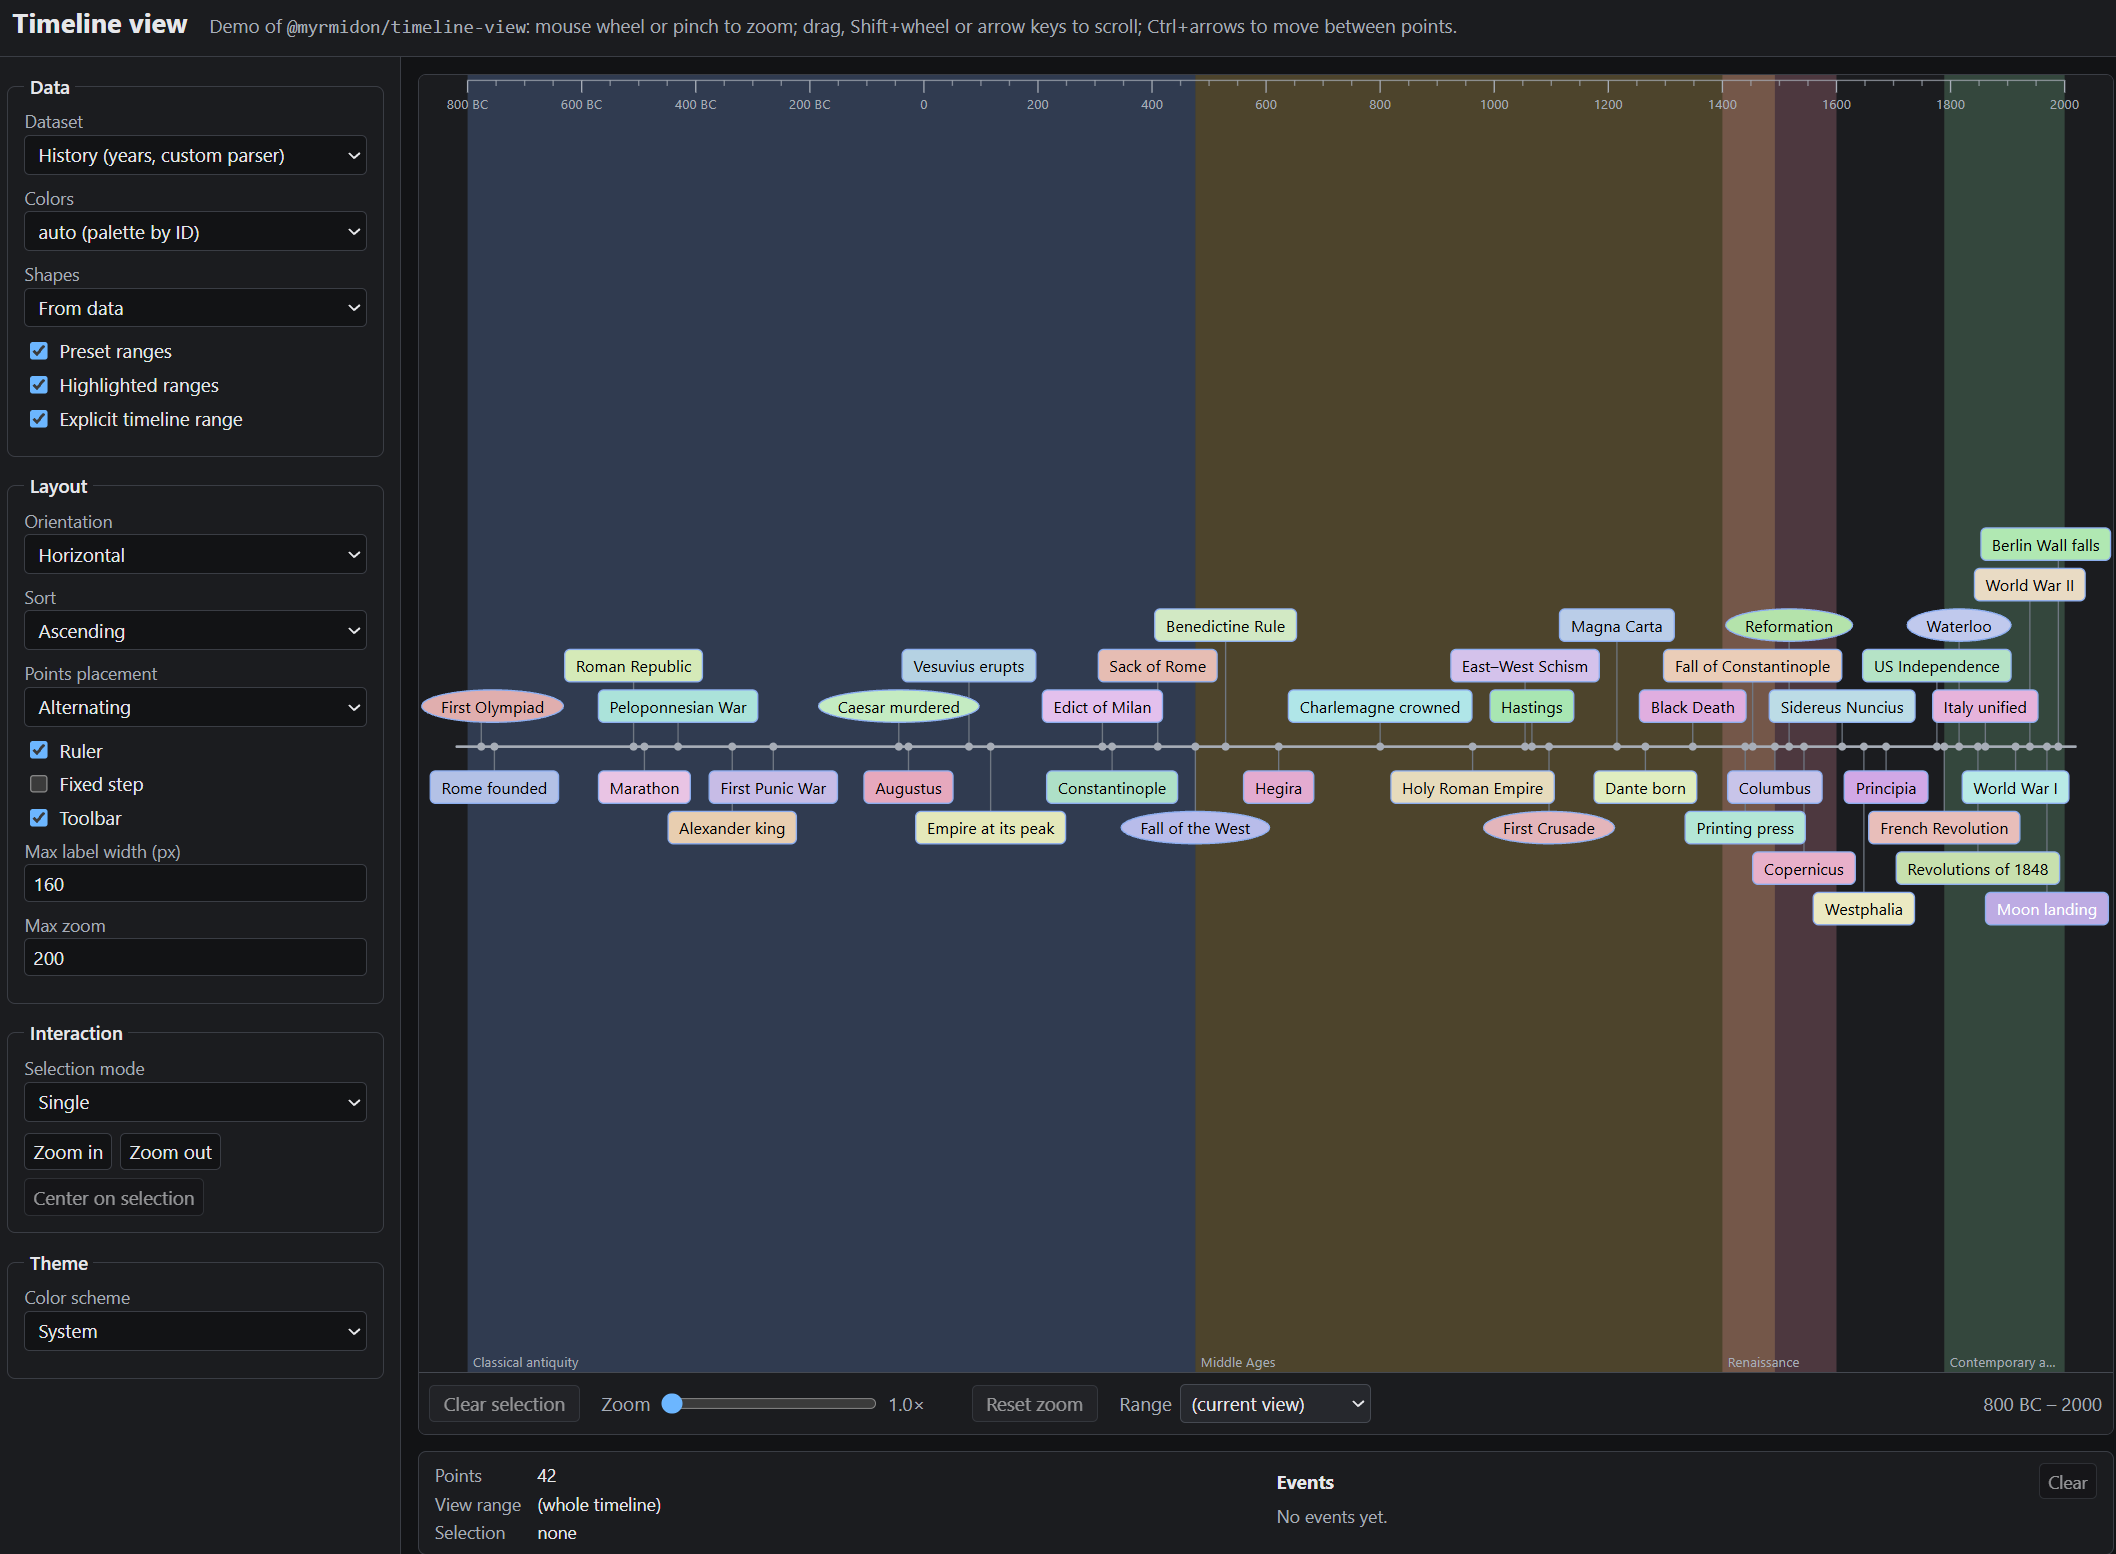 Timeline view
Demo of @myrmidon/timeline-view: mouse wheel or pinch to zoom; drag, Shift+wheel or arrow keys to scroll; Ctrl+arrows to move between points.
Data
Dataset
History (years, custom parser)
Colors
auto (palette by ID)
Shapes
From data
Preset ranges
Highlighted ranges
Explicit timeline range
Layout
Orientation
Horizontal
Sort
Ascending
Points placement
Alternating
Ruler
Fixed step
Toolbar
Max label width (px)
160
Max zoom
200
Interaction
Selection mode
Single
Zoom in Zoom out
Center on selection
Theme
Color scheme
System
800 BC 600 BC 400 BC 200 BC 0 200 400 600 800 1000 1200 1400 1600 1800 2000
Berlin Wall falls
World War II
Benedictine Rule Magna Carta Reformation Waterloo
Roman Republic Vesuvius erupts Sack of Rome East–West Schism Fall of Constantinople US Independence
First Olympiad Peloponnesian War Caesar murdered Edict of Milan Charlemagne crowned Hastings Black Death Sidereus Nuncius Italy unified
Rome founded Marathon First Punic War Augustus Constantinople Hegira Holy Roman Empire Dante born Columbus Principia World War I
Alexander king Empire at its peak Fall of the West First Crusade Printing press French Revolution
Copernicus Revolutions of 1848
Westphalia Moon landing
Classical antiquity Middle Ages Renaissance Contemporary a...
Clear selection Zoom 1.0× Reset zoom Range (current view) 800 BC – 2000
Points 42
View range (whole timeline)
Selection none
Events Clear
No events yet.